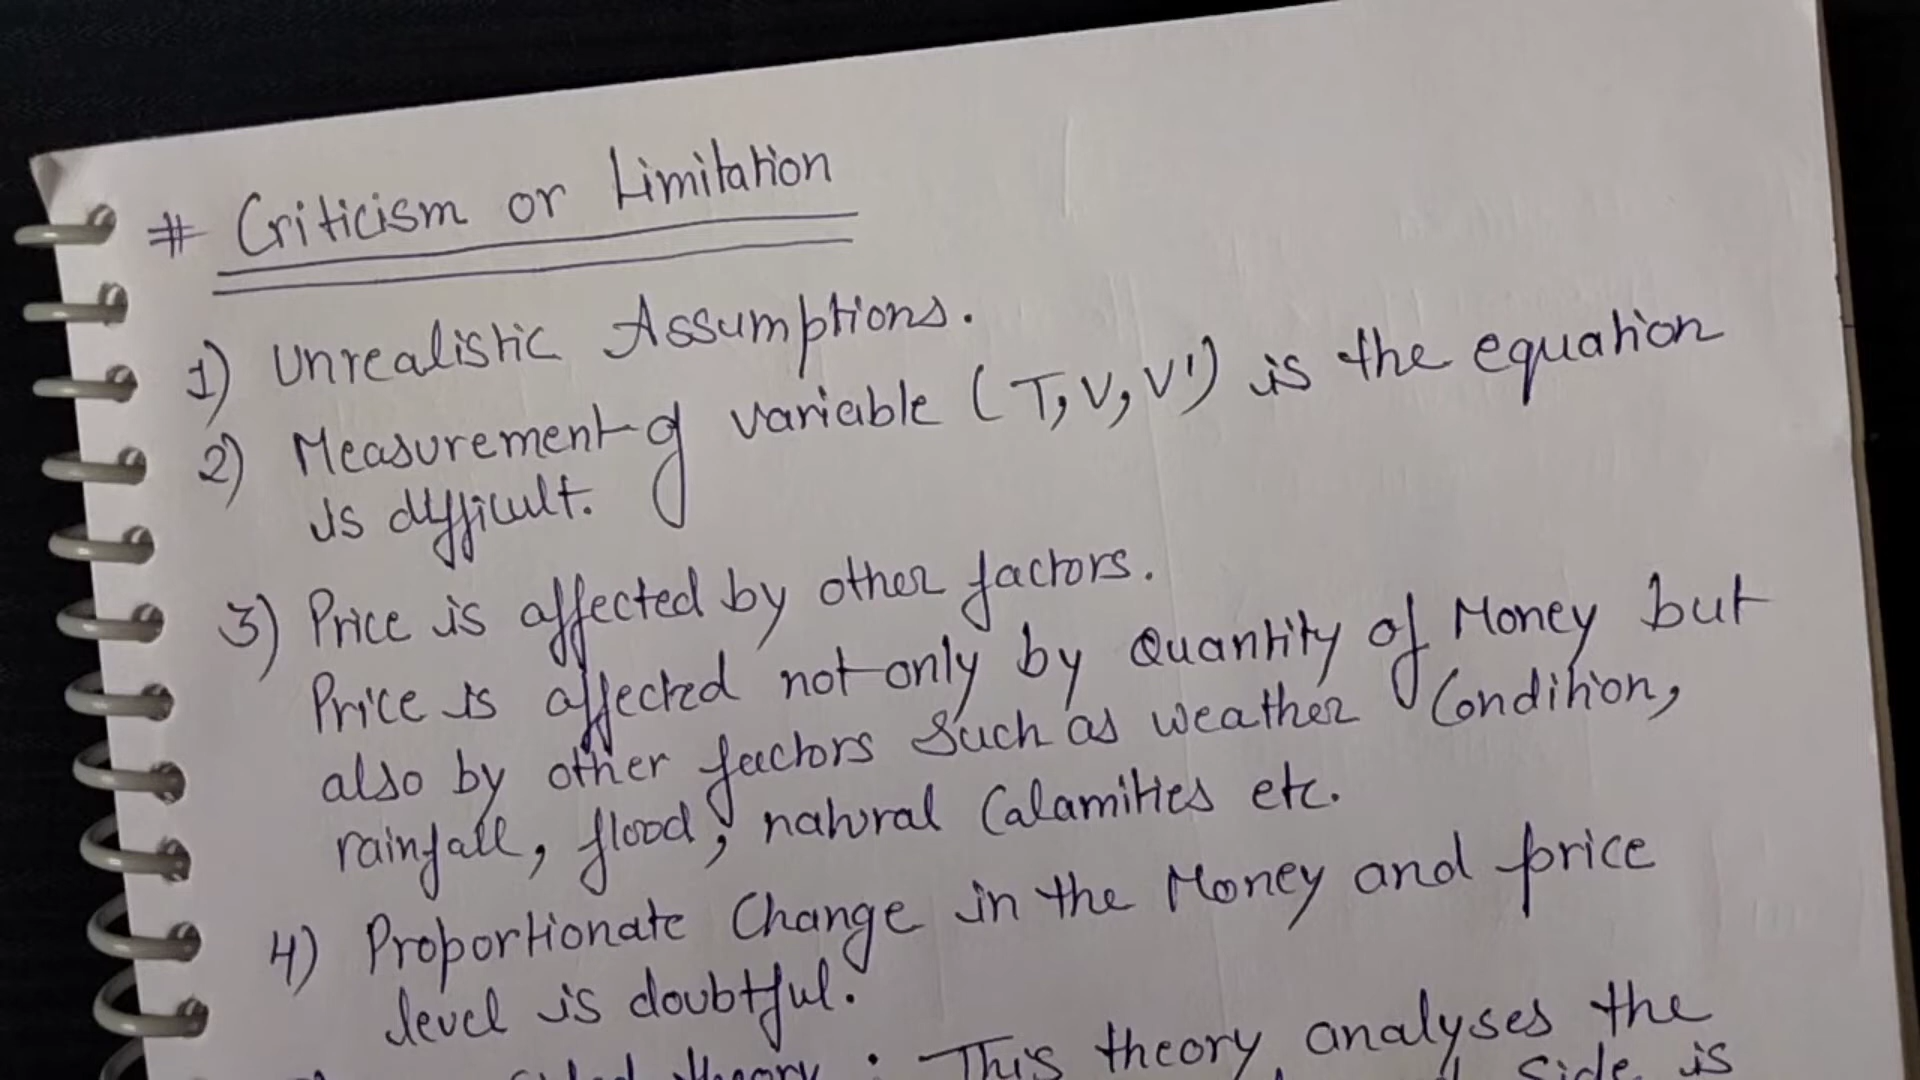 # Criticism or Limitation
1) Unrealistic Assumptions.
2) Measurement of variable (T, V, V') is the equation
is difficult.
3) Price is affected by other factors.
Price is affected not only by Quantity of Money but
also by other factors Such as weather Condition,
rainfall, flood, natural Calamities etc.
4) Proportionate Change in the Money and price
level is doubtful.
theory : This theory analyses the
Side is